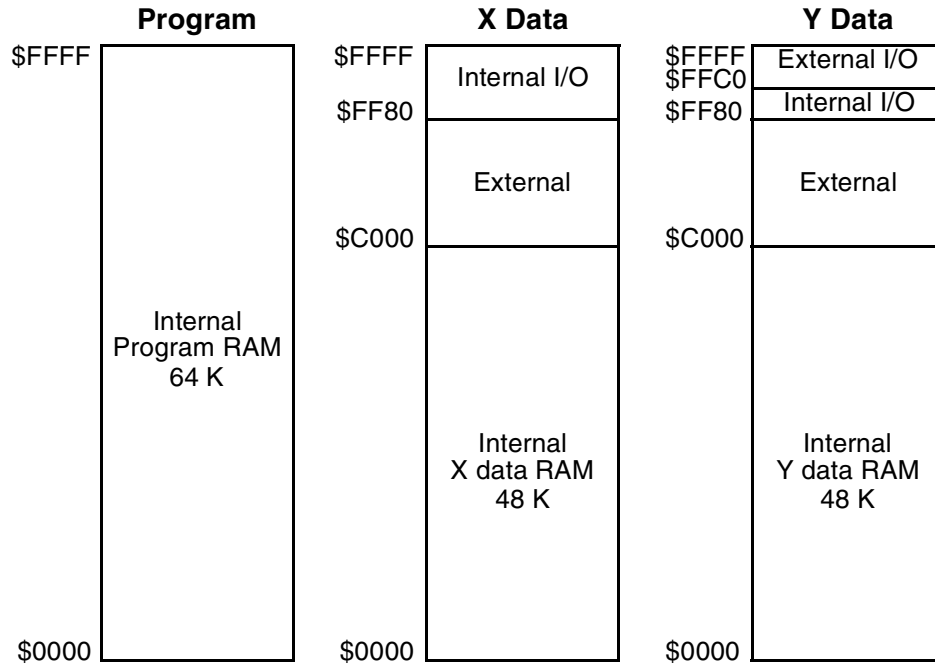 Program
$FFFF
Internal
Program RAM
64 K
$0000
X Data
$FFFF
Internal I/O
$FF80
External
$C000
Internal
X data RAM
48 K
$0000
Y Data
$FFFF
External I/O
$FFC0
Internal I/O
$FF80
External
$C000
Internal
Y data RAM
48 K
$0000